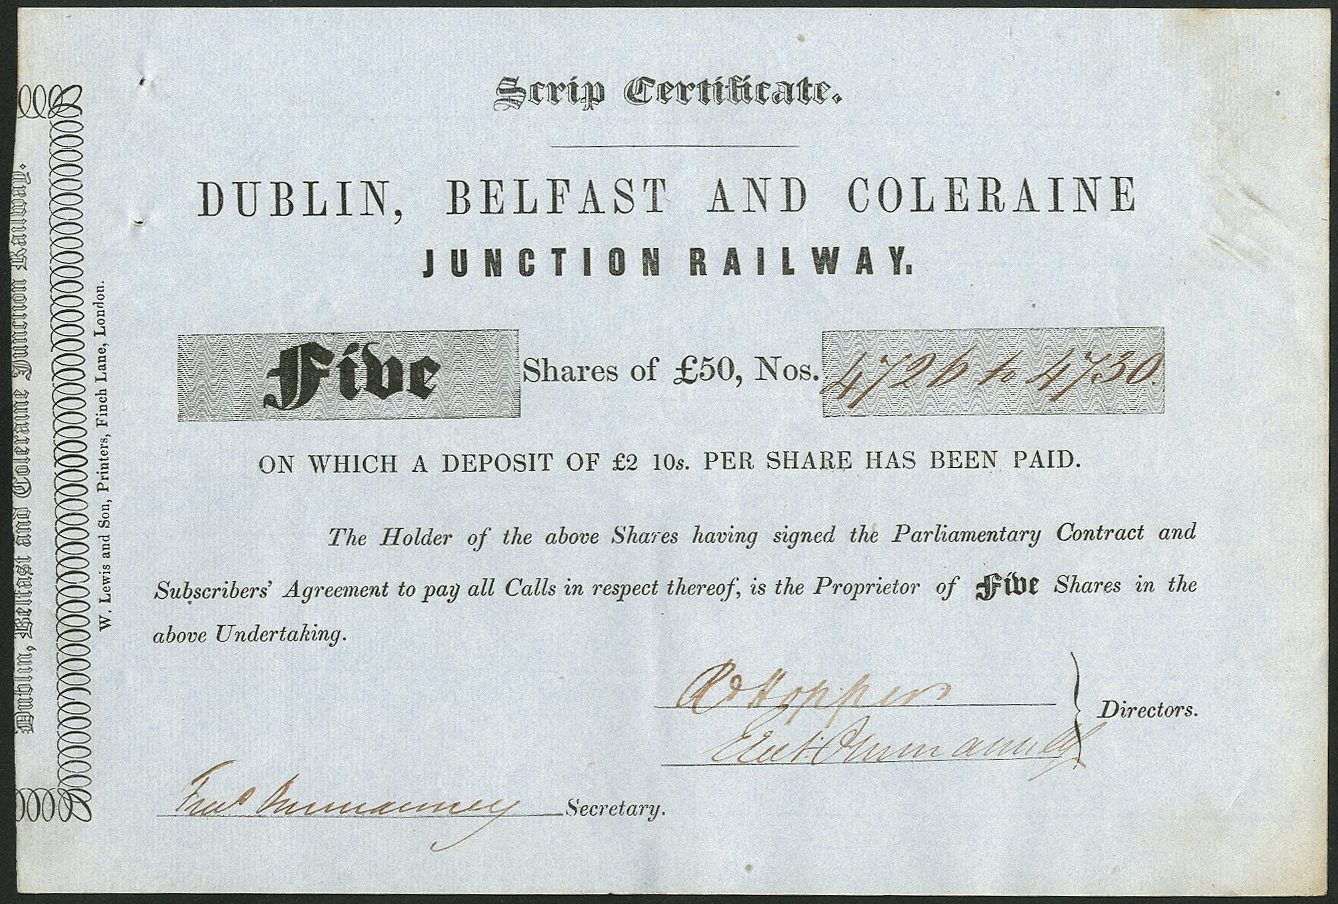 Scrip Certificate.
DUBLIN, BELFAST AND COLERAINE
JUNCTION RAILWAY.
Five Shares of £50, Nos. 4726 to 4730.
ON WHICH A DEPOSIT OF £2 10s. PER SHARE HAS BEEN PAID.
The Holder of the above Shares having signed the Parliamentary Contract and
Subscribers' Agreement to pay all Calls in respect thereof, is the Proprietor of Five Shares in the
above Undertaking.
Directors.
Secretary.
Dublin, Belfast and Coleraine Junction Railway.
W. Lewis and Son, Printers, Finch Lane, London.